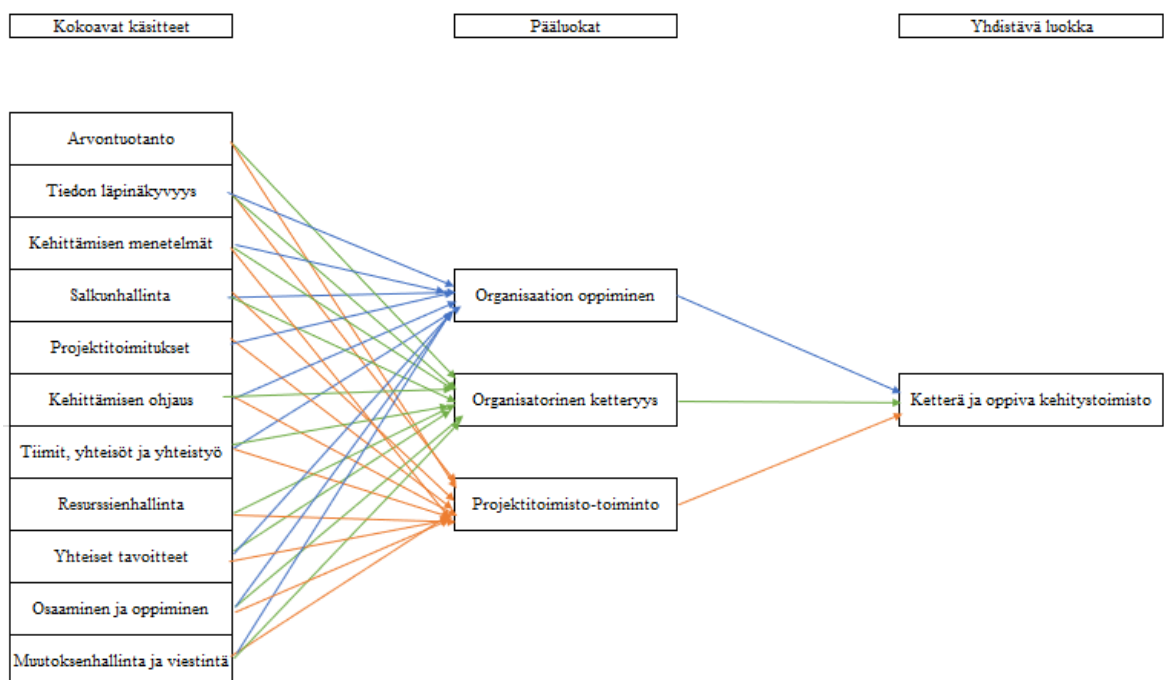 Kokoavat käsitteet
Pääluokat
Yhdistävä luokka
Arvontuotanto
Tiedon läpinäkyvyys
Kehittämisen menetelmät
Salkunhallinta
Projektitoimitukset
Kehittämisen ohjaus
Tiimit, yhteisöt ja yhteistyö
Resurssienhallinta
Yhteiset tavoitteet
Osaaminen ja oppiminen
Muutoksenhallinta ja viestintä
Organisaation oppiminen
Organisatorinen ketteryys
Projektitoimisto-toiminto
Ketterä ja oppiva kehitystoimisto